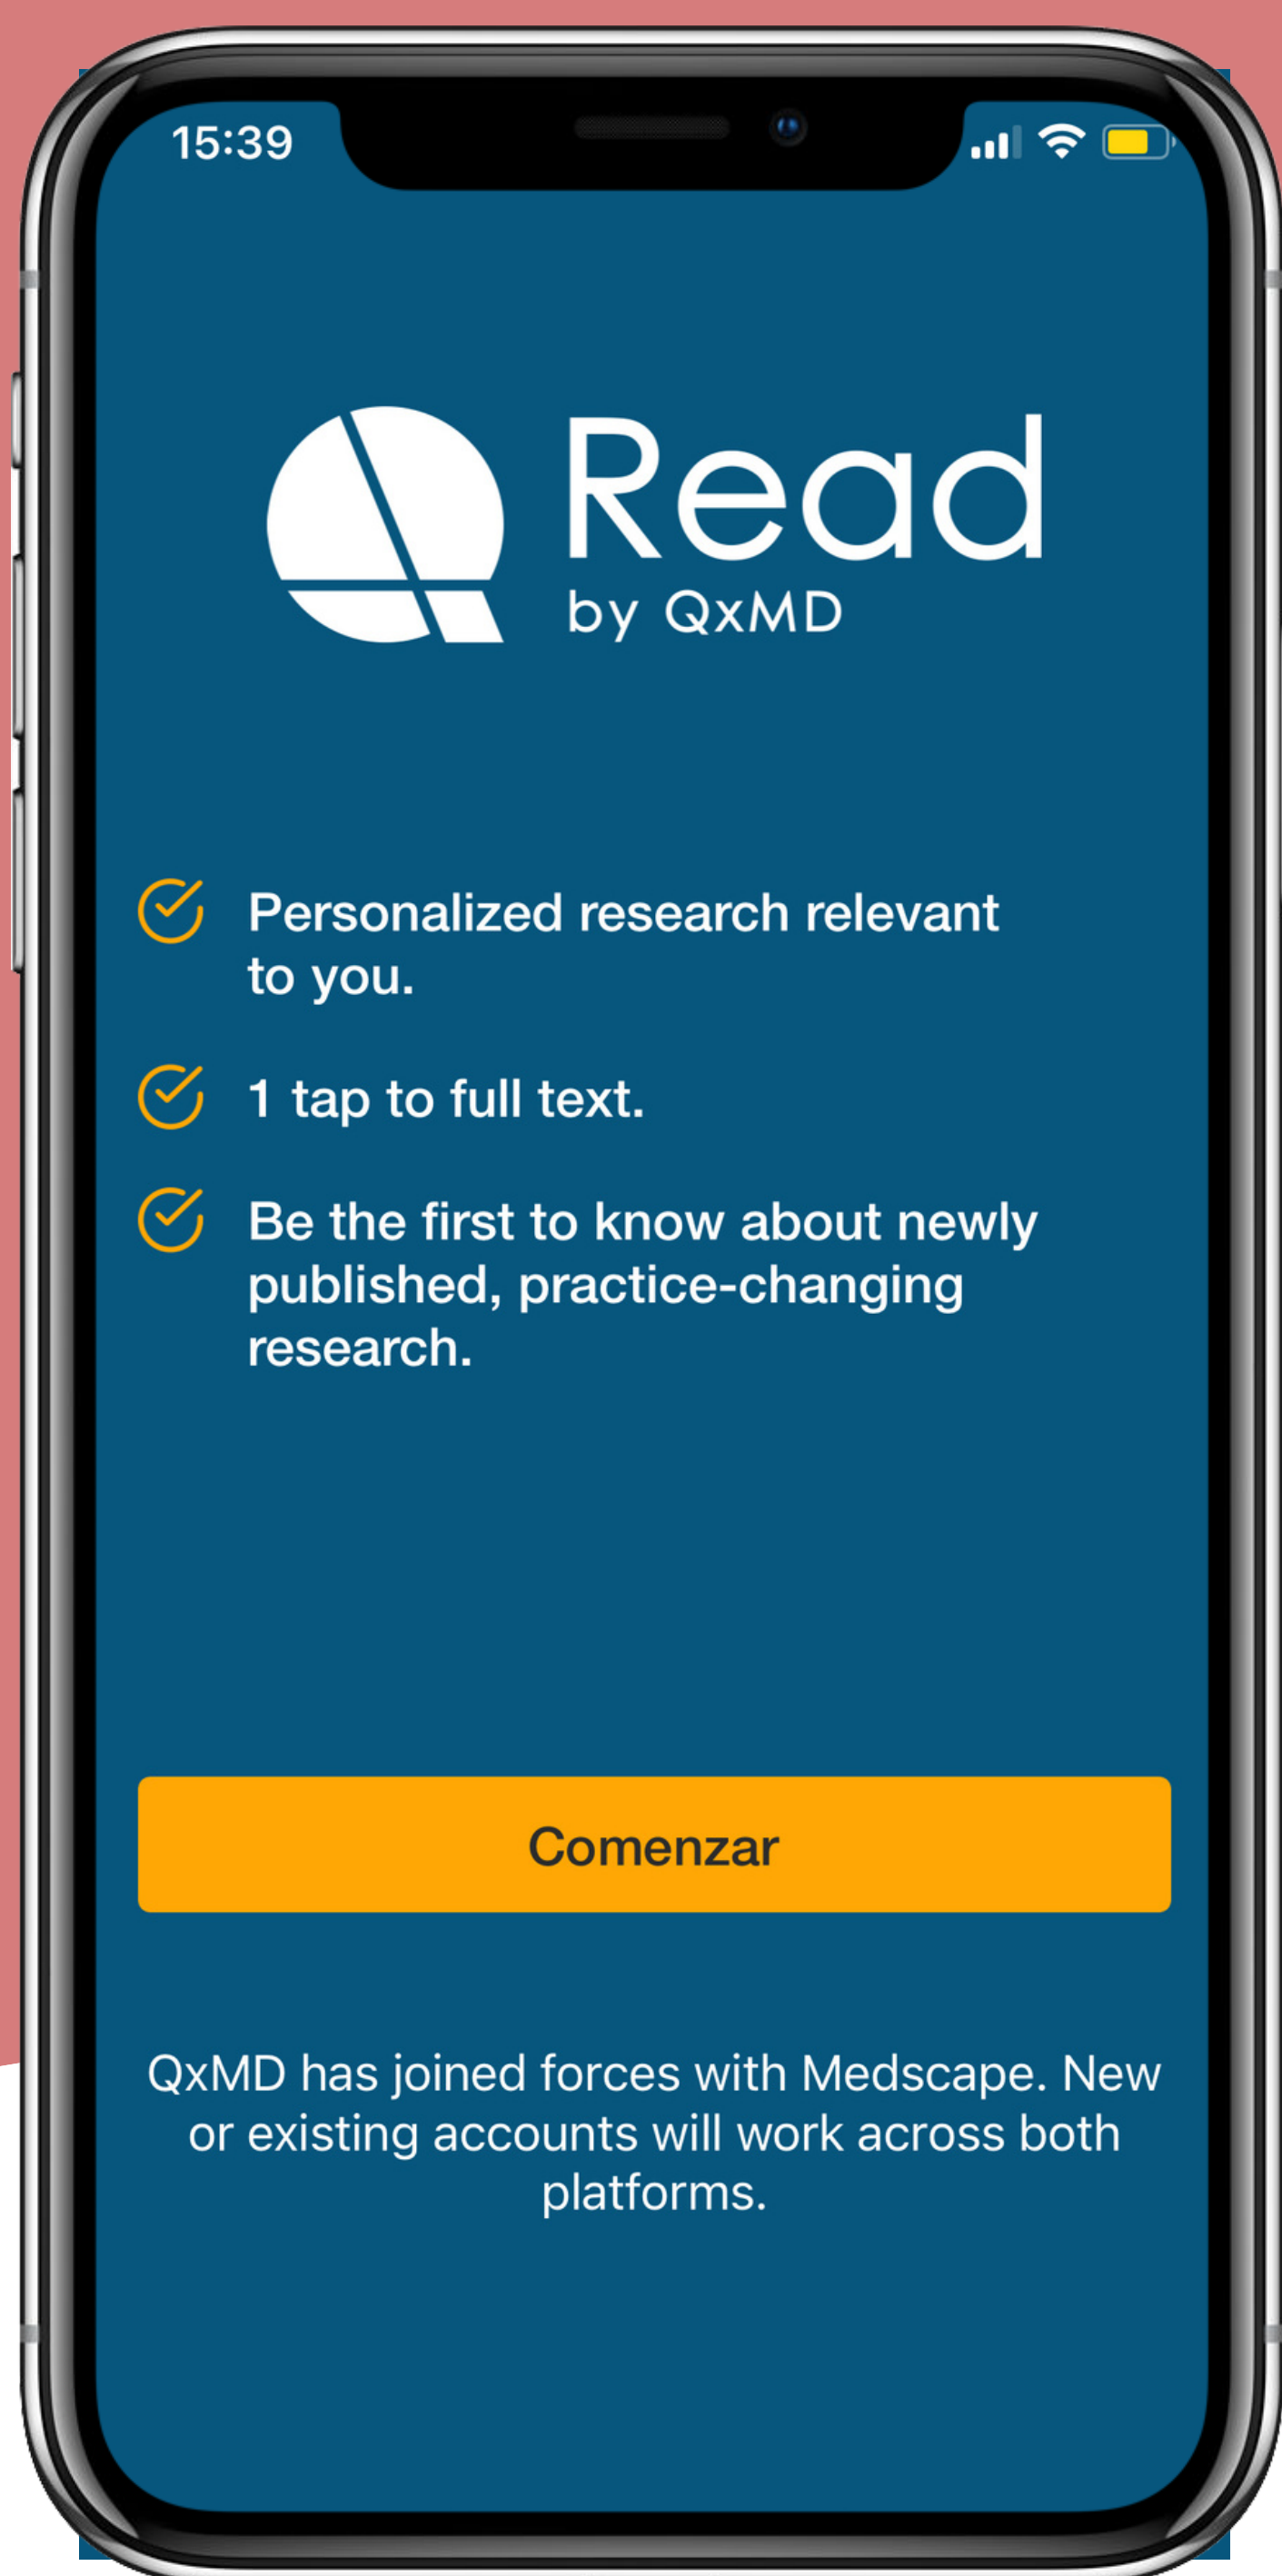 15:39
Read
by QxMD
Personalized research relevant
to you.
1 tap to full text.
Be the first to know about newly
published, practice-changing
research.
Comenzar
QxMD has joined forces with Medscape. New
or existing accounts will work across both
platforms.